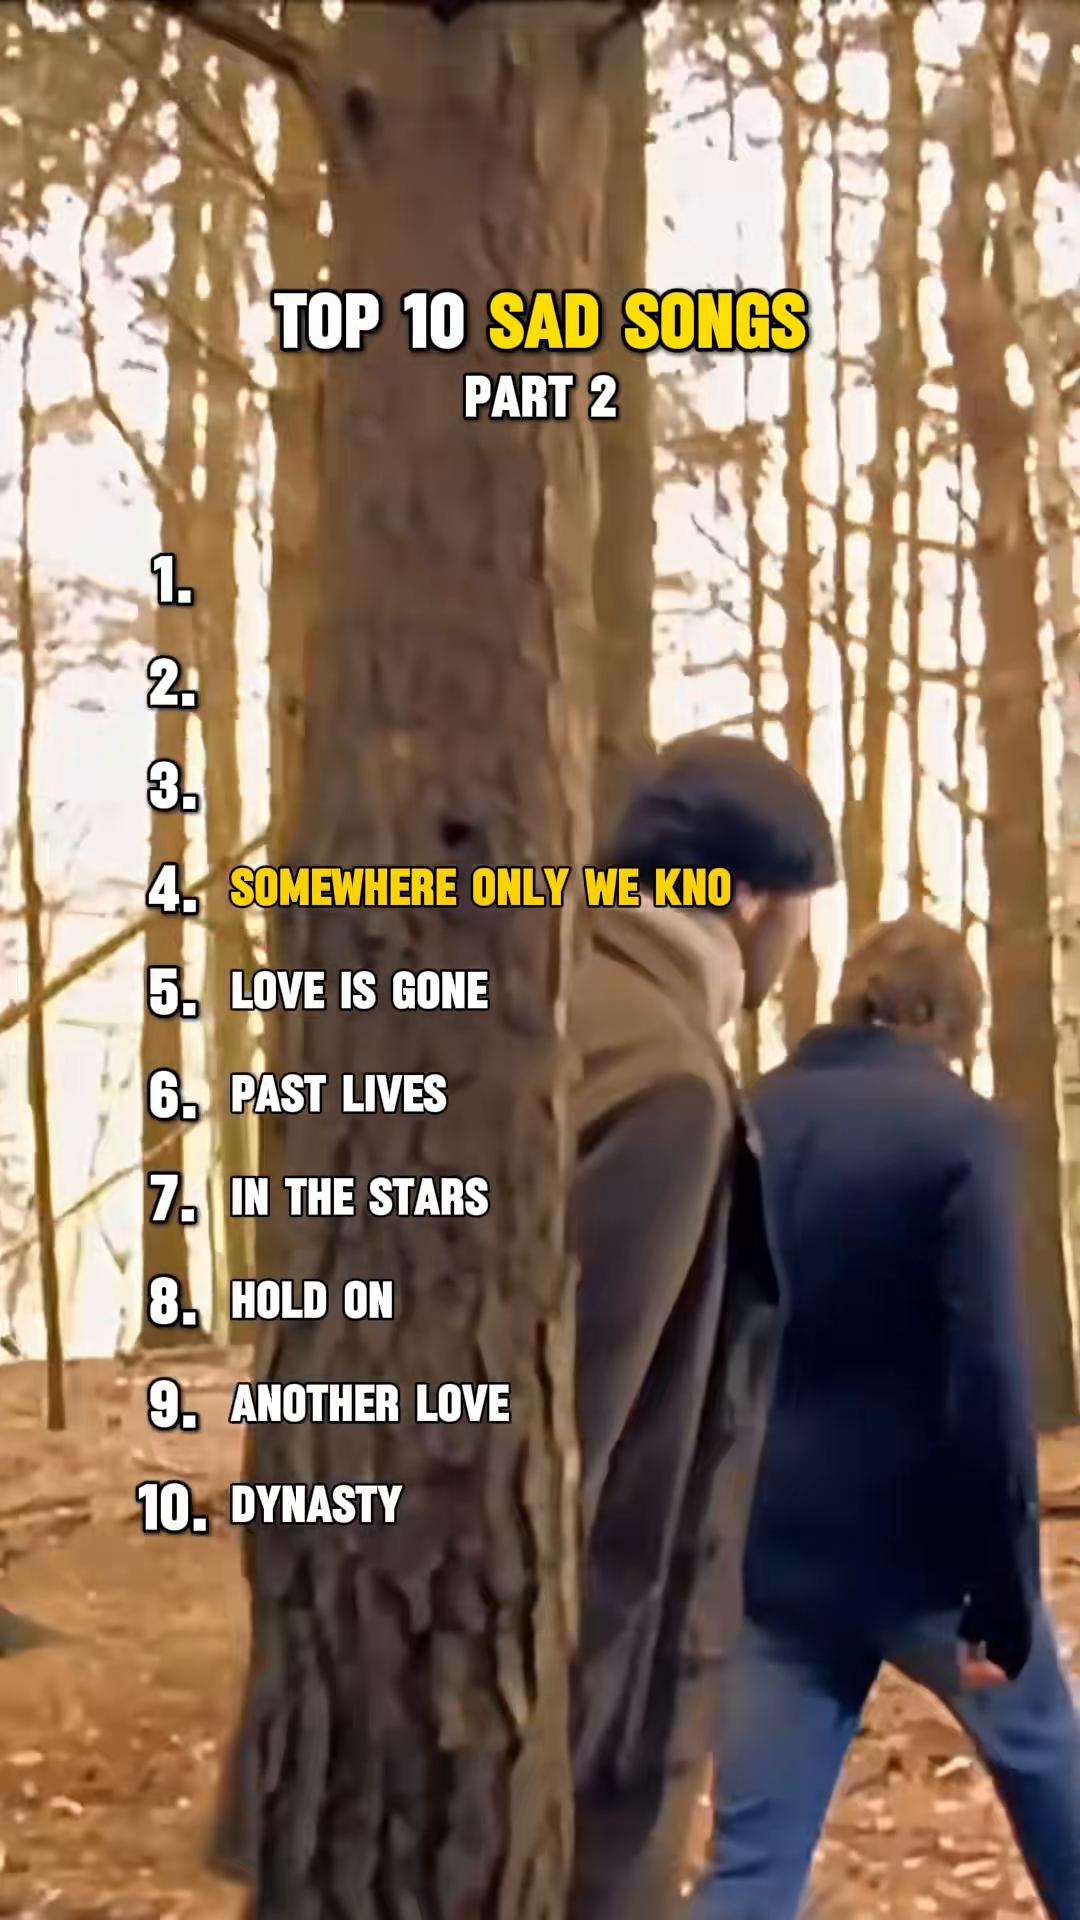 TOP 10 SAD SONGS
PART 2
1.
2.
3.
4. SOMEWHERE ONLY WE KNO
5. LOVE IS GONE
6. PAST LIVES
7. IN THE STARS
8. HOLD ON
9. ANOTHER LOVE
10. DYNASTY